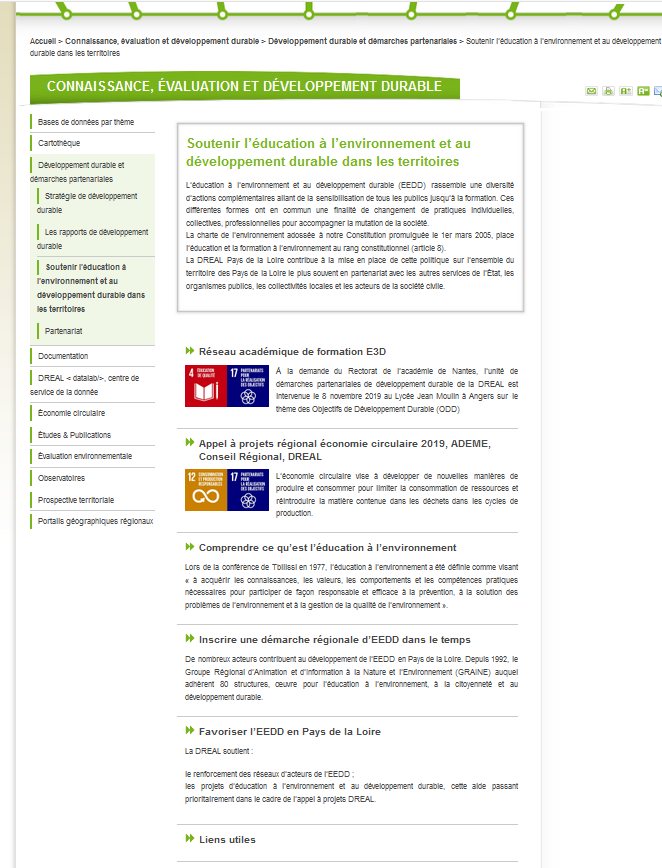 Accueil > Connaissance, évaluation et développement durable > Développement durable et démarches partenariales > Soutenir l'éducation à l'environnement et au développement
durable dans les territoires
CONNAISSANCE, ÉVALUATION ET DÉVELOPPEMENT DURABLE
Bases de données par thème
Cartothèque
Développement durable et
démarches partenariales
Stratégie de développement
durable
Les rapports de développement
durable
Soutenir l'éducation à
l'environnement et au
développement durable dans
les territoires
Partenariat
Documentation
DREAL < datalab/>, centre de
service de la donnée
Économie circulaire
Études & Publications
Évaluation environnementale
Observatoires
Prospective territoriale
Portails géographiques régionaux
Soutenir l'éducation à l'environnement et au
développement durable dans les territoires
L'éducation à l'environnement et au développement durable (EEDD) rassemble une diversité
d'actions complémentaires allant de la sensibilisation de tous les publics jusqu'à la formation. Ces
différentes formes ont en commun une finalité de changement de pratiques individuelles,
collectives, professionnelles pour accompagner la mutation de la société.
La charte de l'environnement adossée à notre Constitution promulguée le 1er mars 2005, place
l'éducation et la formation à l'environnement au rang constitutionnel (article 8).
La DREAL Pays de la Loire contribue à la mise en place de cette politique sur l'ensemble du
territoire des Pays de la Loire le plus souvent en partenariat avec les autres services de l'État, les
organismes publics, les collectivités locales et les acteurs de la société civile.
Réseau académique de formation E3D
4 ÉDUCATION DE QUALITÉ
17 PARTENARIATS POUR LA RÉALISATION DES OBJECTIFS
À la demande du Rectorat de l'académie de Nantes, l'unité de
démarches partenariales de développement durable de la DREAL est
intervenue le 8 novembre 2019 au Lycée Jean Moulin à Angers sur le
thème des Objectifs de Développement Durable (ODD)
Appel à projets régional économie circulaire 2019, ADEME,
Conseil Régional, DREAL
12 CONSOMMATION ET PRODUCTION RESPONSABLES
17 PARTENARIATS POUR LA RÉALISATION DES OBJECTIFS
L'économie circulaire vise à développer de nouvelles manières de
produire et consommer pour limiter la consommation de ressources et
réintroduire la matière contenue dans les déchets dans les cycles de
production.
Comprendre ce qu'est l'éducation à l'environnement
Lors de la conférence de Tbilissi en 1977, l'éducation à l'environnement a été définie comme visant
« à acquérir les connaissances, les valeurs, les comportements et les compétences pratiques
nécessaires pour participer de façon responsable et efficace à la prévention, à la solution des
problèmes de l'environnement et à la gestion de la qualité de l'environnement ».
Inscrire une démarche régionale d'EEDD dans le temps
De nombreux acteurs contribuent au développement de l'EEDD en Pays de la Loire. Depuis 1992, le
Groupe Régional d'Animation et d'Information à la Nature et l'Environnement (GRAINE) auquel
adhèrent 80 structures, œuvre pour l'éducation à l'environnement, à la citoyenneté et au
développement durable.
Favoriser l'EEDD en Pays de la Loire
La DREAL soutient :
le renforcement des réseaux d'acteurs de l'EEDD ;
les projets d'éducation à l'environnement et au développement durable, cette aide passant
prioritairement dans le cadre de l'appel à projets DREAL.
Liens utiles